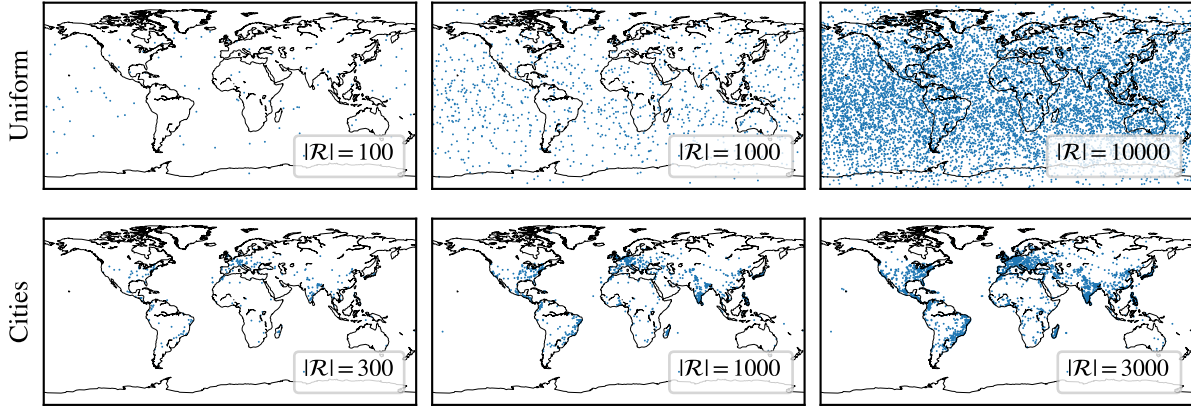 Uniform
|ℛ| = 100
|ℛ| = 1000
|ℛ| = 10000
Cities
|ℛ| = 300
|ℛ| = 1000
|ℛ| = 3000